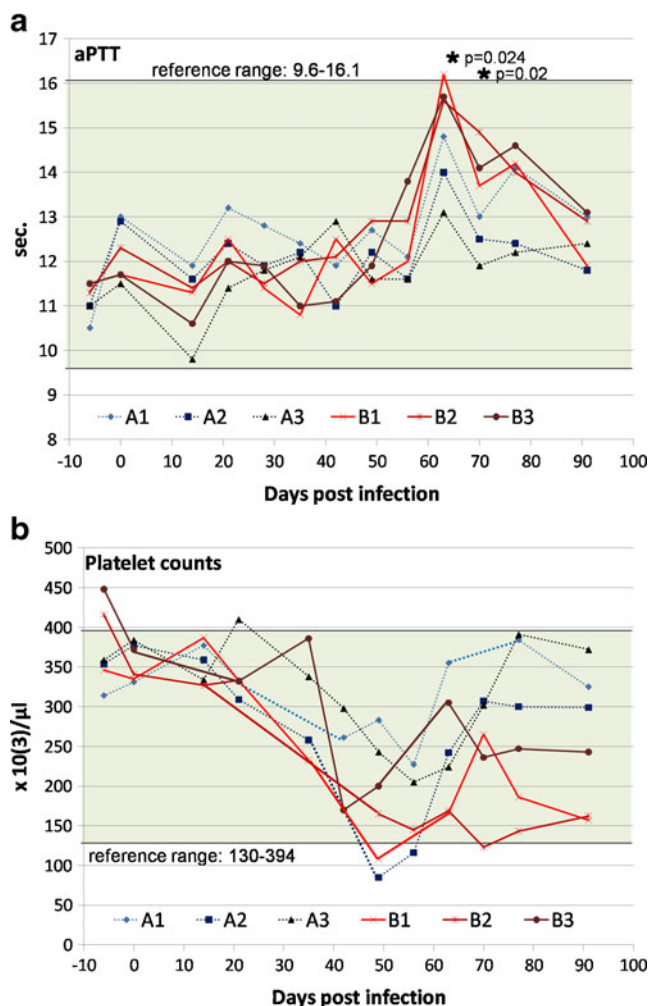 a
17
aPTT
reference range: 9.6-16.1
* p=0.024
* p=0.02
16
15
14
13
12
11
10
9
8
sec.
A1 A2 A3 B1 B2 B3
-10 0 10 20 30 40 50 60 70 80 90 100
Days post infection
b
500
Platelet counts
450
400
350
300
250
200
150
100
50
0
x 10(3)/µl
reference range: 130-394
A1 A2 A3 B1 B2 B3
-10 0 10 20 30 40 50 60 70 80 90 100
Days post infection